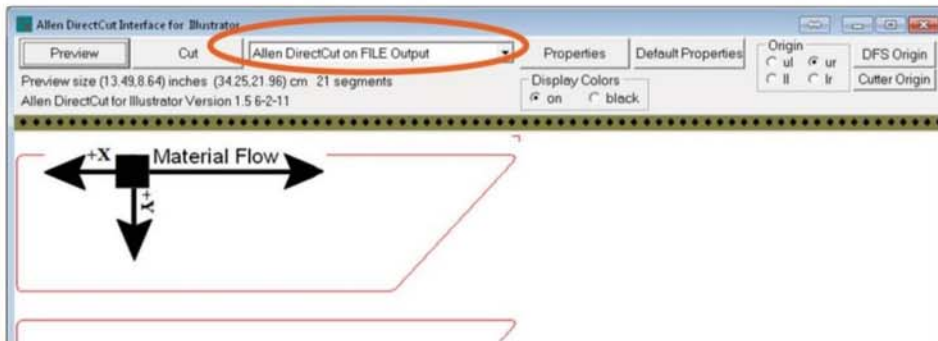 Allen DirectCut Interface for Illustrator
Preview
Cut
Allen DirectCut on FILE Output
Properties
Default Properties
Origin
ul
ur
ll
lr
DFS Origin
Cutter Origin
Preview size (13.49,8.64) inches (34.25,21.96) cm 21 segments
Allen DirectCut for Illustrator Version 1.5 6-2-11
Display Colors
on
black
+X
Material Flow
+Y